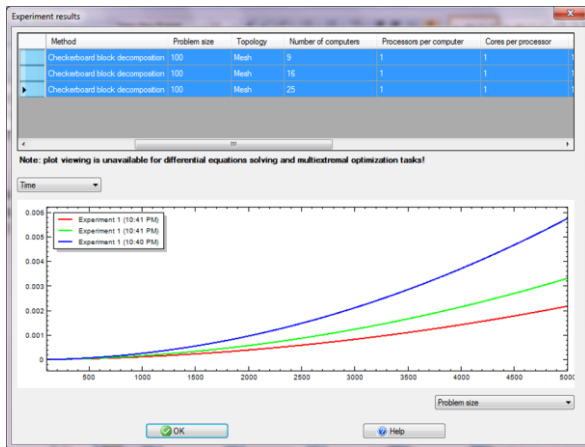 Experiment results
Method Problem size Topology Number of computers Processors per computer Cores per processor
Checkerboard block decomposition 100 Mesh 9 1 1 1
Checkerboard block decomposition 100 Mesh 16 1 1 1
Checkerboard block decomposition 100 Mesh 25 1 1 1
Note: plot viewing is unavailable for differential equations solving and multiextremal optimization tasks!
Time
0.006
Experiment 1 (10:41 PM)
Experiment 1 (10:41 PM)
0.005
Experiment 1 (10:40 PM)
0.004
0.003
0.002
0.001
0
500 1000 1500 2000 2500 3000 3500 4000 4500 5000
Problem size
OK Help